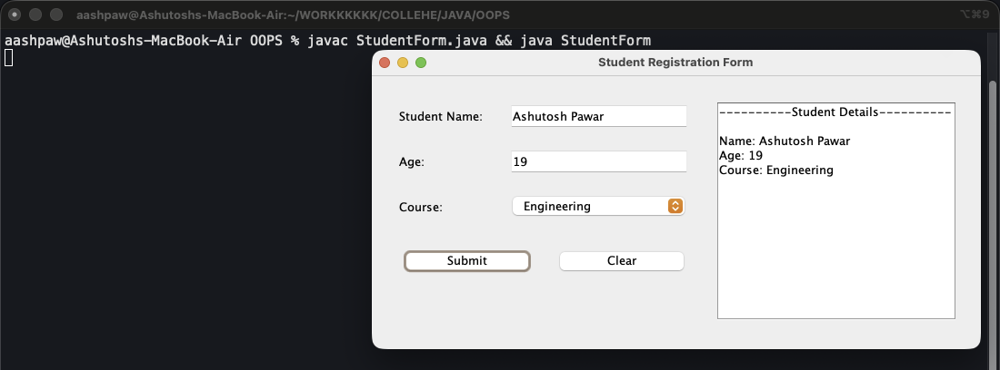 aashpaw@Ashutoshs-MacBook-Air:~/WORKKKKKK/COLLEHE/JAVA/OOPS
⌥⌘9
aashpaw@Ashutoshs-MacBook-Air OOPS % javac StudentForm.java && java StudentForm
Student Registration Form
Student Name:
Ashutosh Pawar
Age:
19
Course:
Engineering
Submit
Clear
----------Student Details----------
Name: Ashutosh Pawar
Age: 19
Course: Engineering